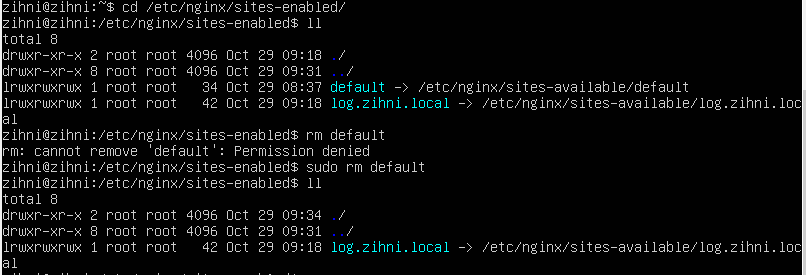 zihni@zihni:~$ cd /etc/nginx/sites-enabled/
zihni@zihni:/etc/nginx/sites-enabled$ ll
total 8
drwxr-xr-x 2 root root 4096 Oct 29 09:18 ./
drwxr-xr-x 8 root root 4096 Oct 29 09:31 ../
lrwxrwxrwx 1 root root   34 Oct 29 08:37 default -> /etc/nginx/sites-available/default
lrwxrwxrwx 1 root root   42 Oct 29 09:18 log.zihni.local -> /etc/nginx/sites-available/log.zihni.loc
al
zihni@zihni:/etc/nginx/sites-enabled$ rm default
rm: cannot remove 'default': Permission denied
zihni@zihni:/etc/nginx/sites-enabled$ sudo rm default
zihni@zihni:/etc/nginx/sites-enabled$ ll
total 8
drwxr-xr-x 2 root root 4096 Oct 29 09:34 ./
drwxr-xr-x 8 root root 4096 Oct 29 09:31 ../
lrwxrwxrwx 1 root root   42 Oct 29 09:18 log.zihni.local -> /etc/nginx/sites-available/log.zihni.loc
al